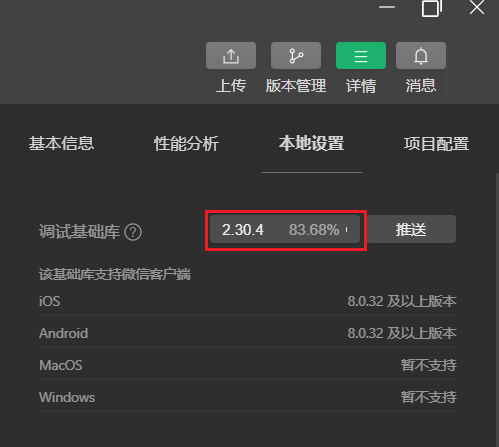 上传 版本管理 详情 消息
基本信息 性能分析 本地设置 项目配置
调试基础库 ? 2.30.4 83.68% 推送
该基础库支持微信客户端
iOS 8.0.32 及以上版本
Android 8.0.32 及以上版本
MacOS 暂不支持
Windows 暂不支持